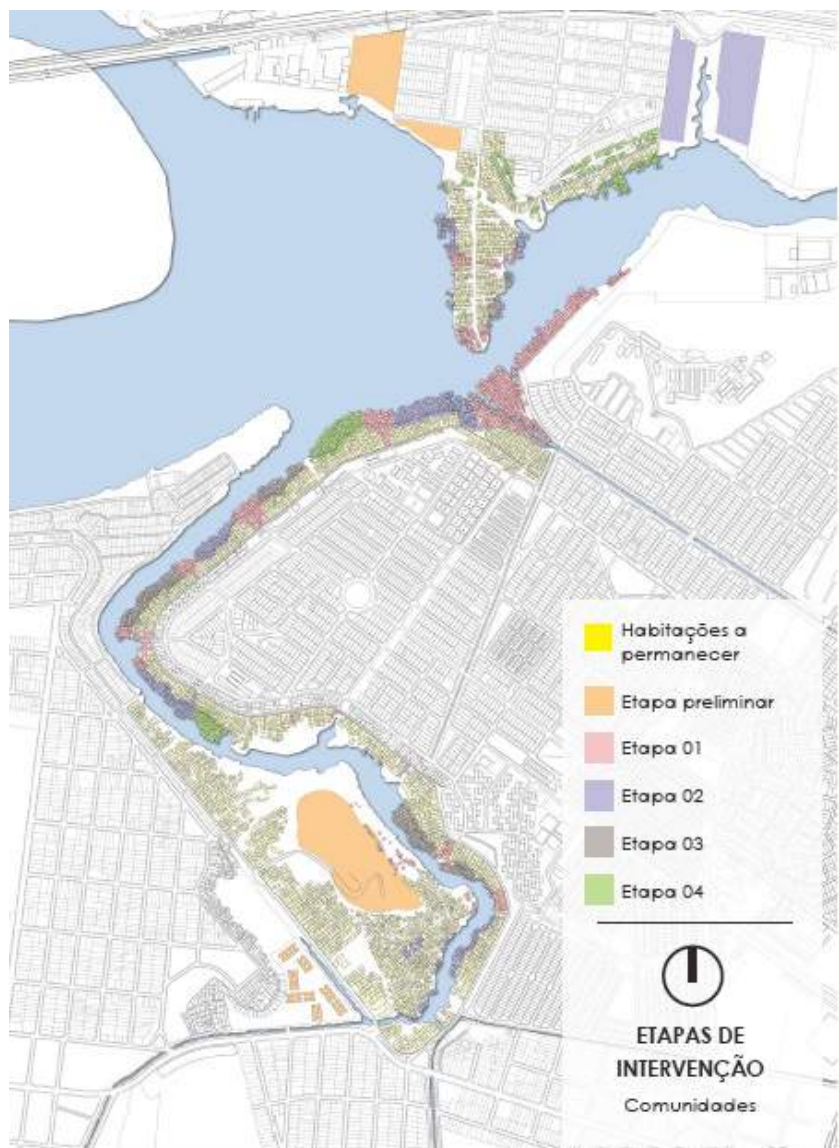 Habitações a
permanecer
Etapa preliminar
Etapa 01
Etapa 02
Etapa 03
Etapa 04
ETAPAS DE
INTERVENÇÃO
Comunidades